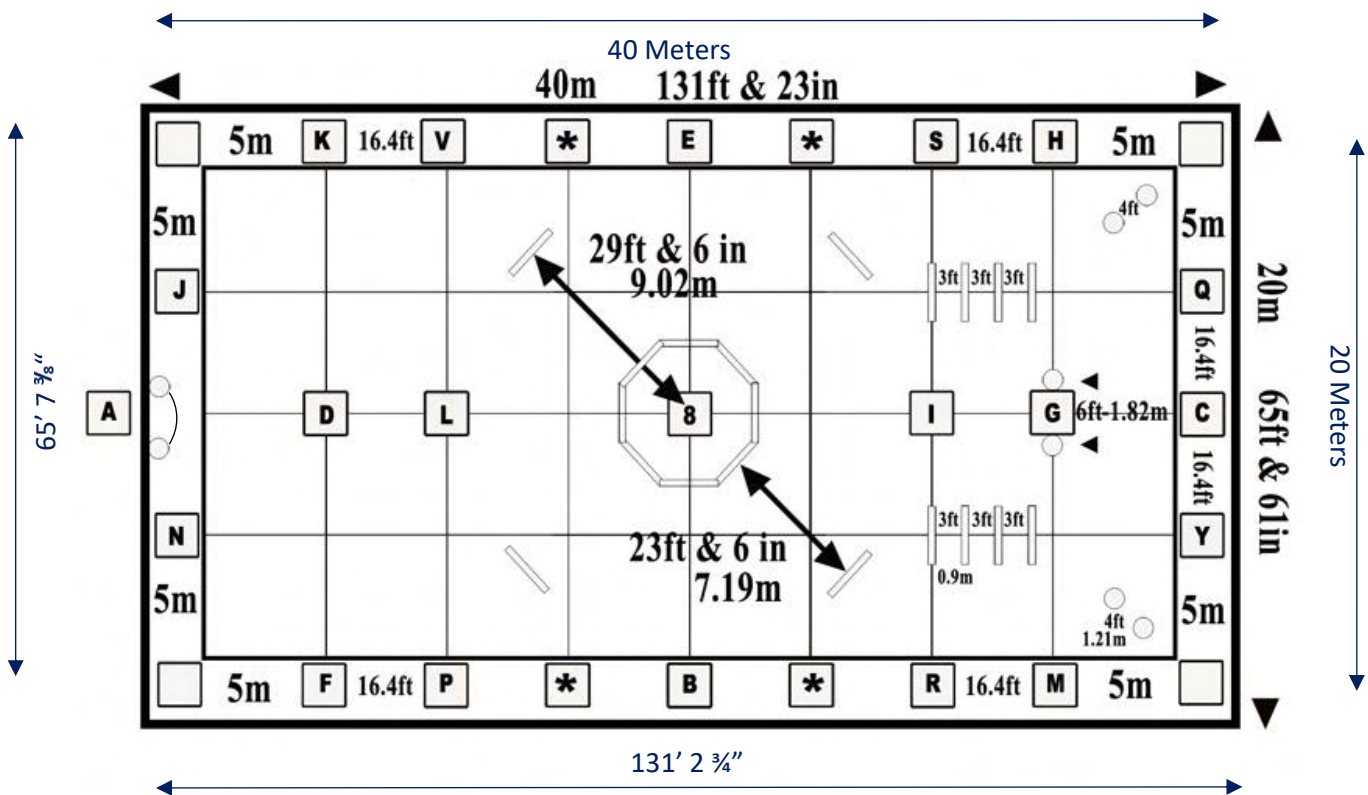 40 Meters
40m 131ft & 23in
5m K 16.4ft V * E * S 16.4ft H 5m
4ft
5m 5m
29ft & 6 in
9.02m
3ft 3ft 3ft
J Q
20m
16.4ft
65' 7 ⅜"
A D L 8 I G 6ft-1.82m C
20 Meters
65ft & 61in
16.4ft
3ft 3ft 3ft
N Y
23ft & 6 in
7.19m
0.9m
5m 5m
4ft
1.21m
5m F 16.4ft P * B * R 16.4ft M 5m
131' 2 ¾"